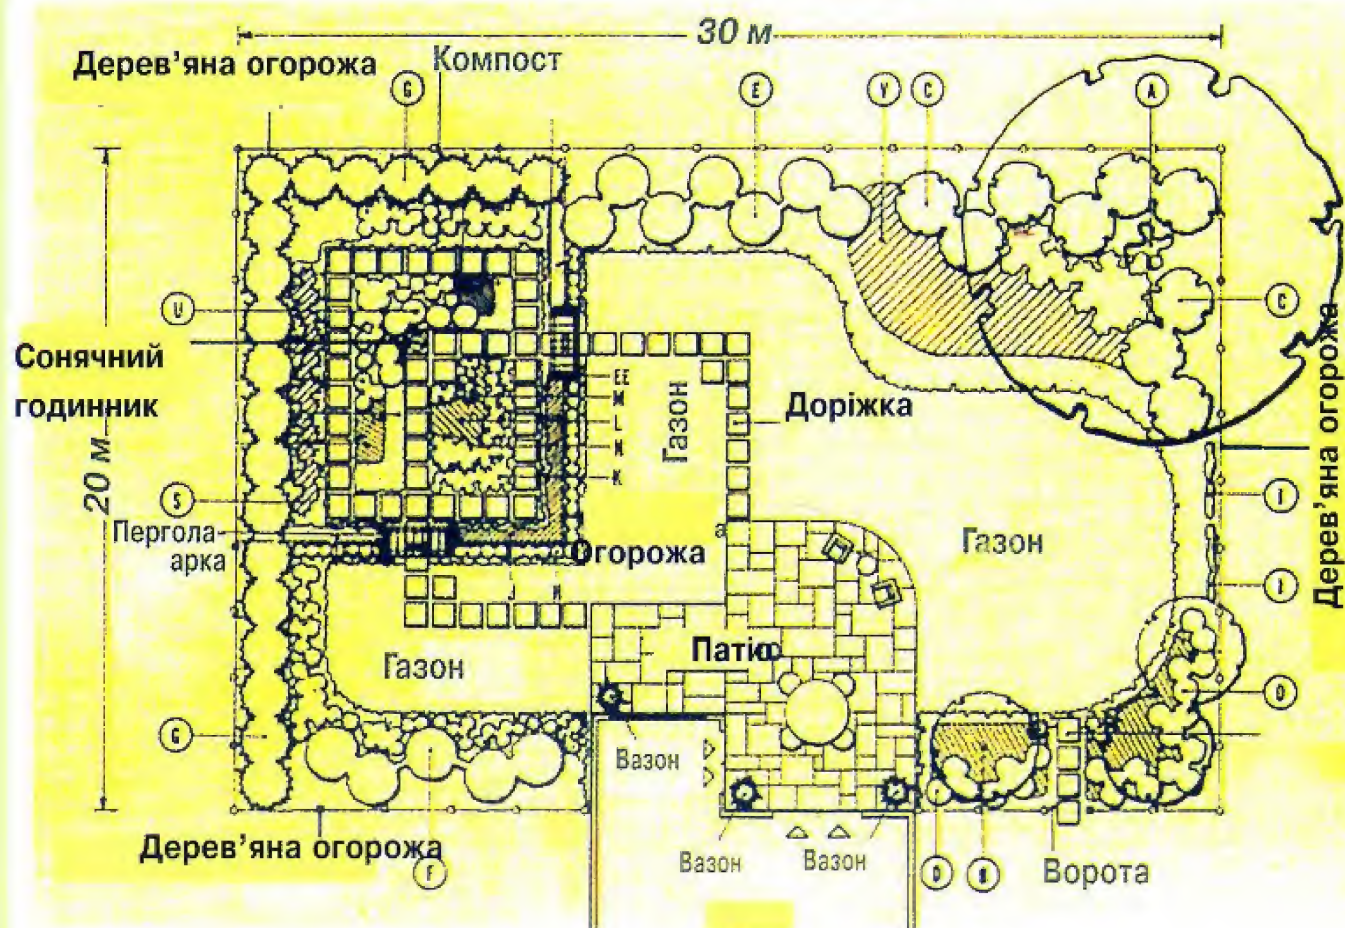 30 м
Дерев’яна огорожа
Компост
G
E
V
C
A
U
C
Сонячний
годинник
EE
M
L
N
K
Газон
Доріжка
Дерев’яна огорожа
20 м
S
Пергола-
арка
I
а
Огорожа
Газон
J
H
Газон
Патіо
D
G
Вазон
Вазон
Вазон
Дерев’яна огорожа
F
D
B
Ворота